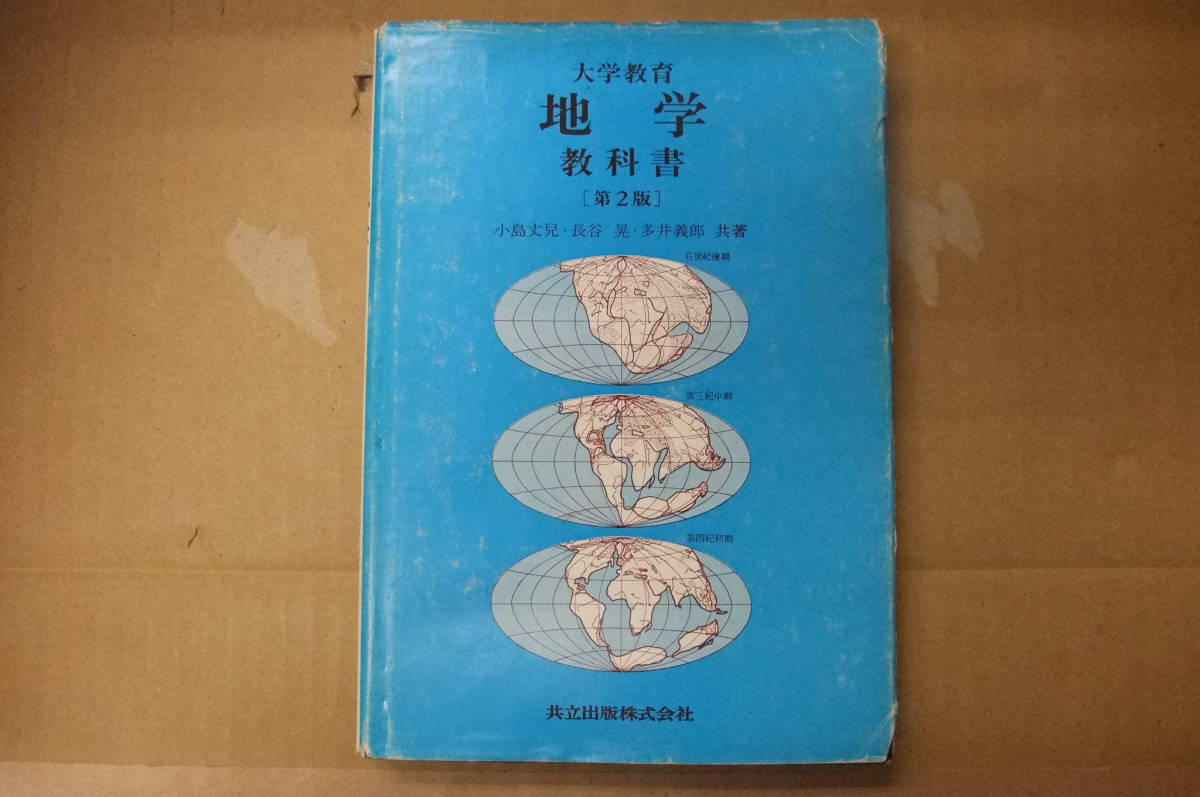 大学教育
地学
教科書
［第2版］
小島丈兒・長谷 晃・多井義郎 共著
石炭紀後期
第三紀中期
第四紀初期
共立出版株式会社